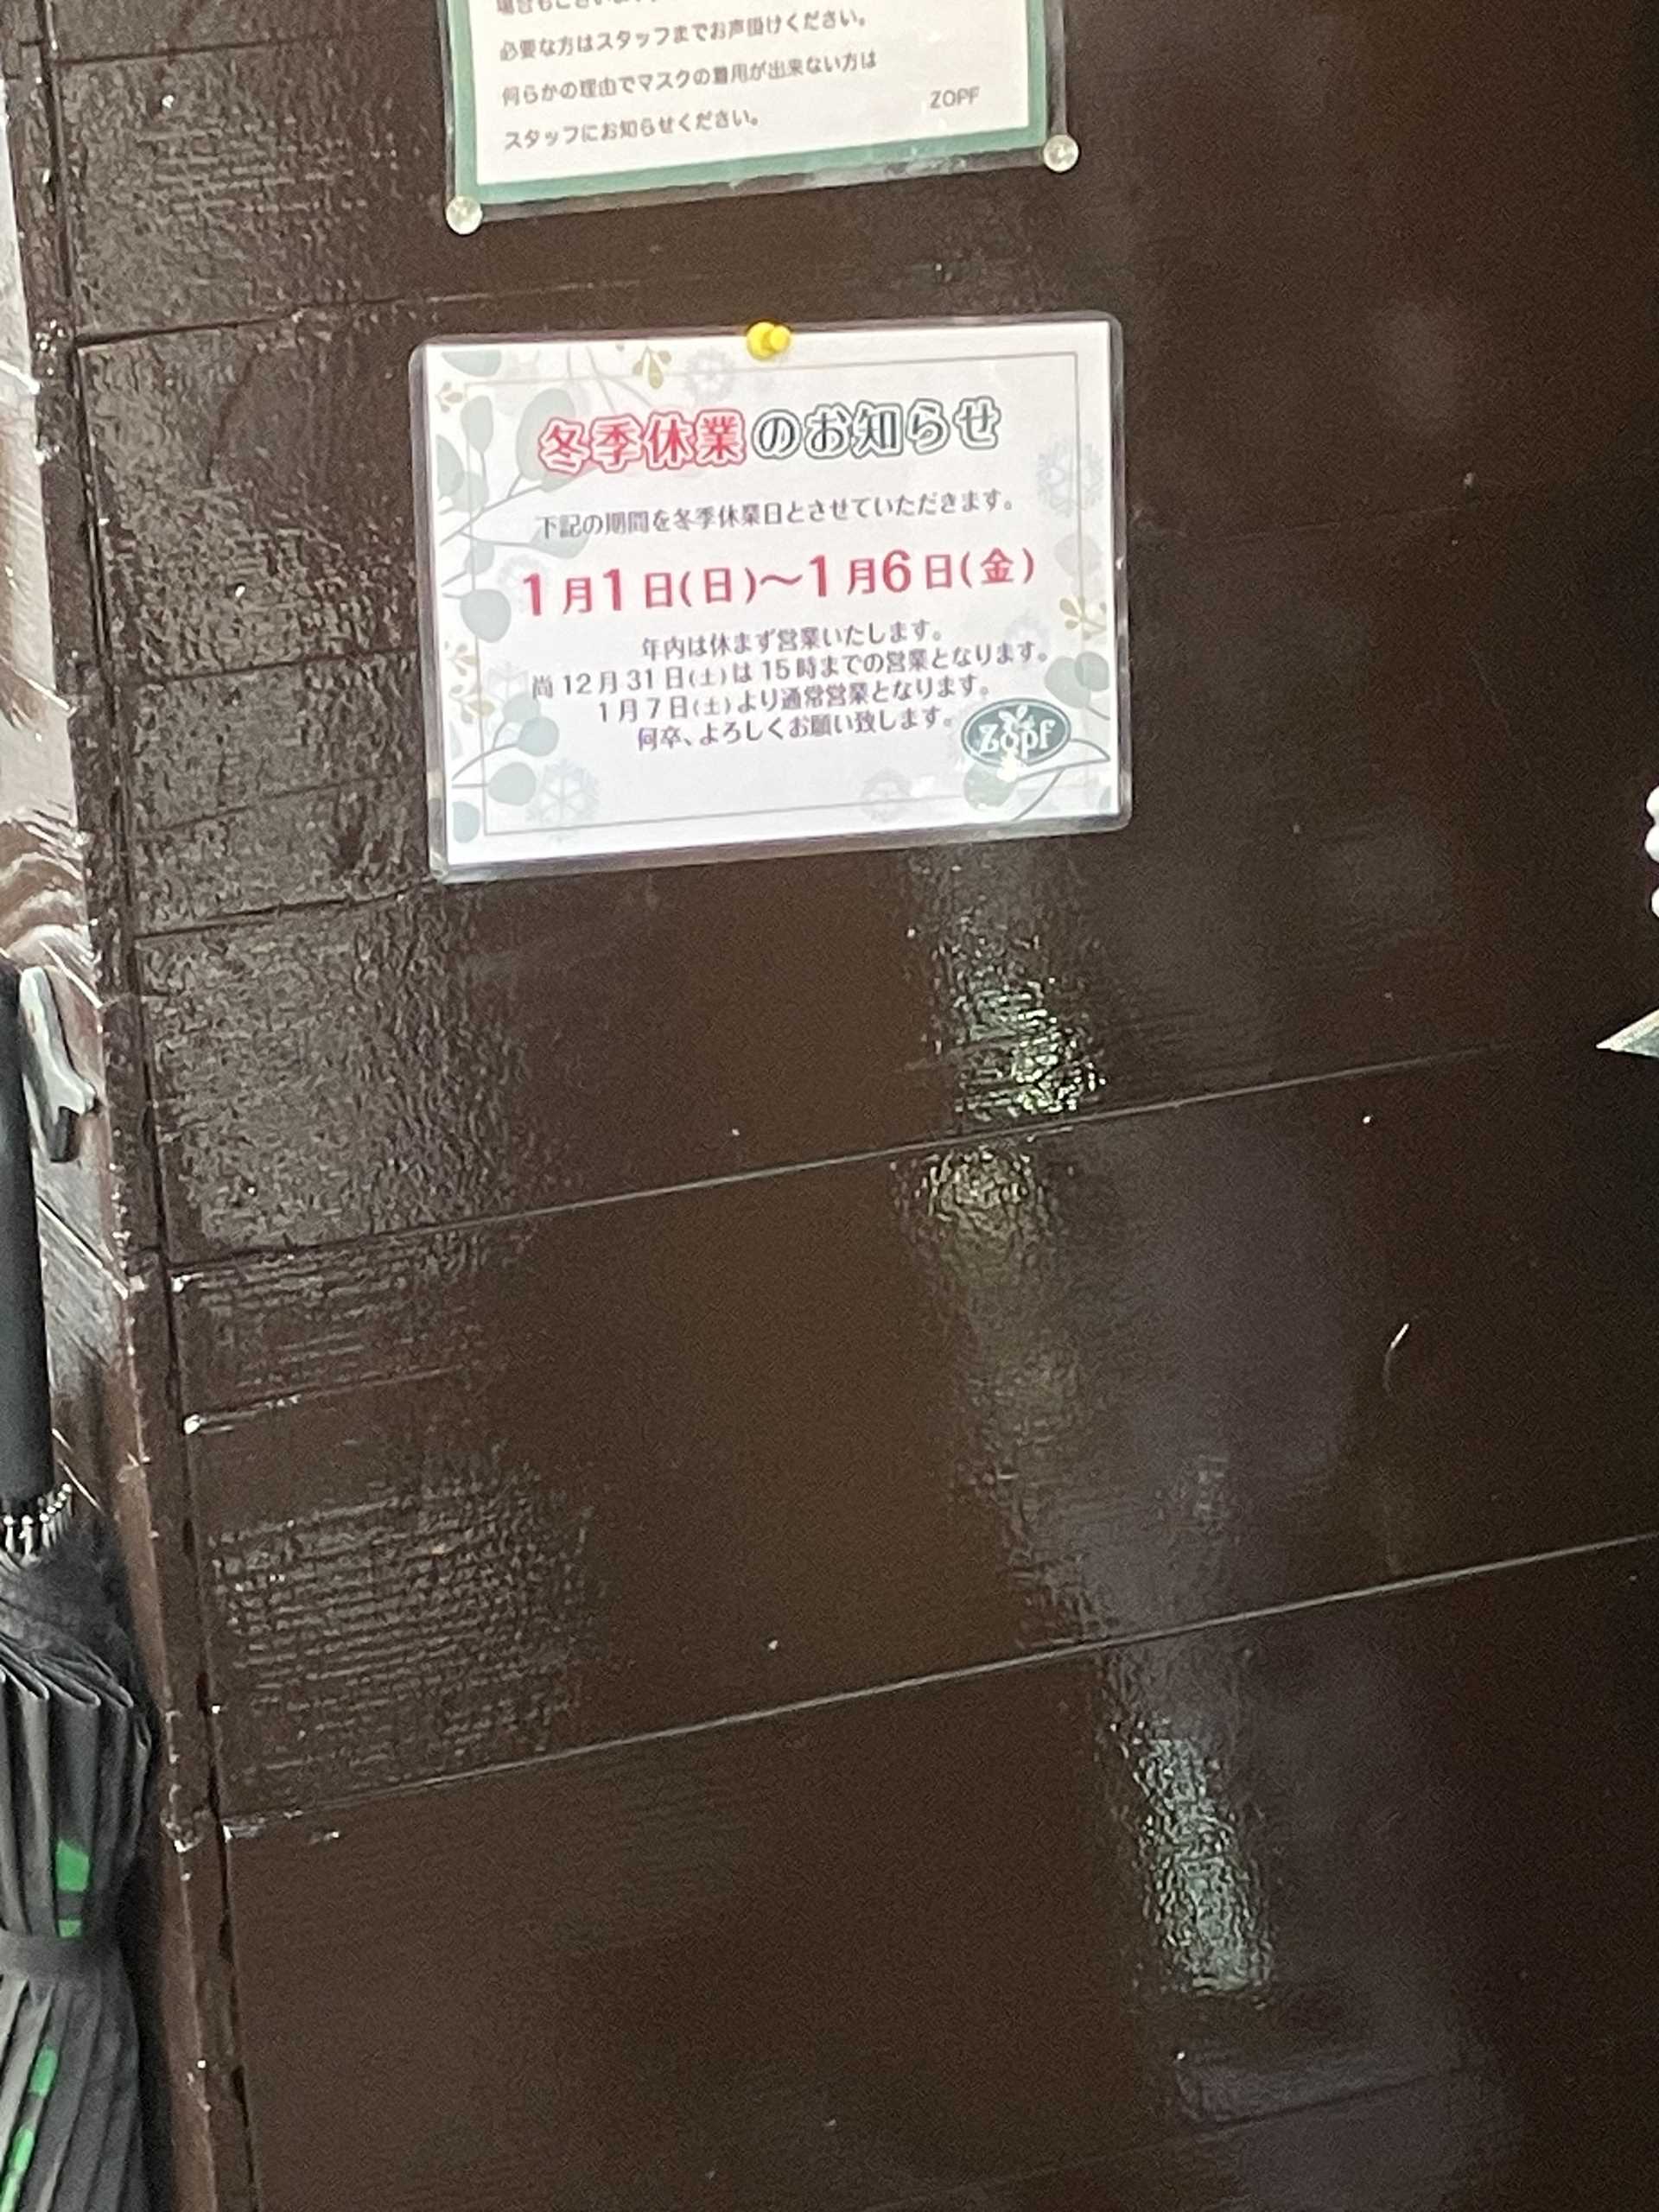 必要な方はスタッフまでお声掛けください。
何らかの理由でマスクの着用が出来ない方は
スタッフにお知らせください。
ZOPF
冬季休業のお知らせ
下記の期間を冬季休業日とさせていただきます。
1月1日(日)〜1月6日(金)
年内は休まず営業いたします。
尚12月31日(土)は15時までの営業となります。
1月7日(土)より通常営業となります。
何卒、よろしくお願い致します。
Zopf